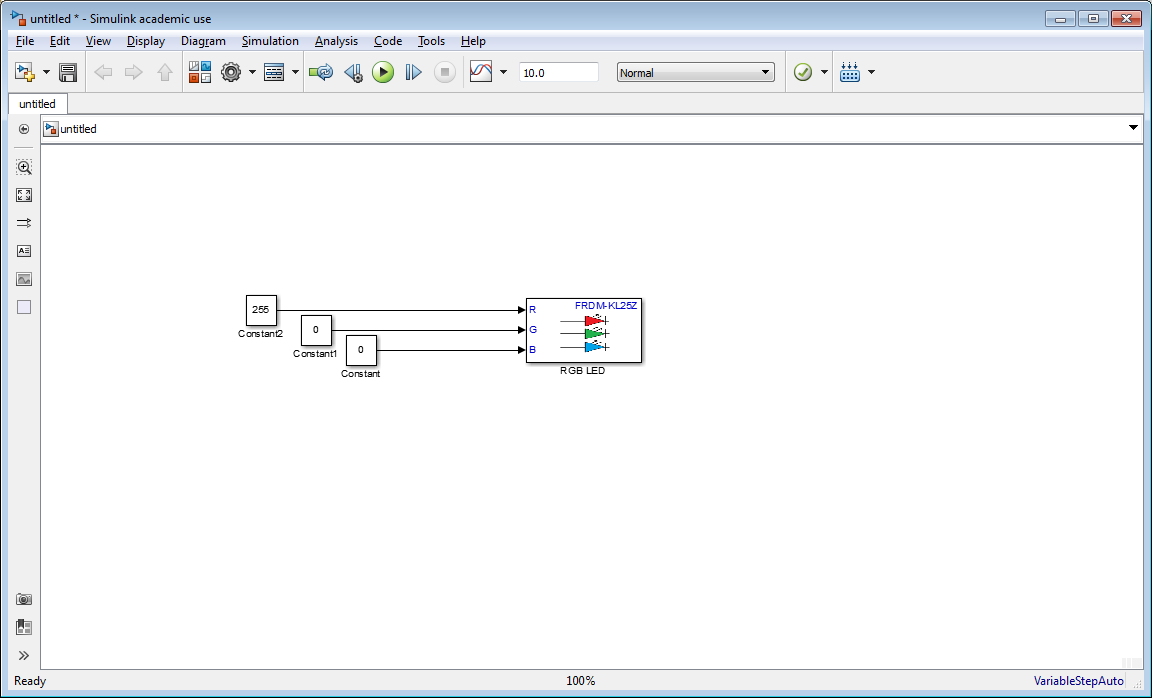 untitled * - Simulink academic use
File Edit View Display Diagram Simulation Analysis Code Tools Help
10.0 Normal
untitled
untitled
255
Constant2
0
Constant1
0
Constant
FRDM-KL25Z
R
G
B
RGB LED
Ready 100% VariableStepAuto